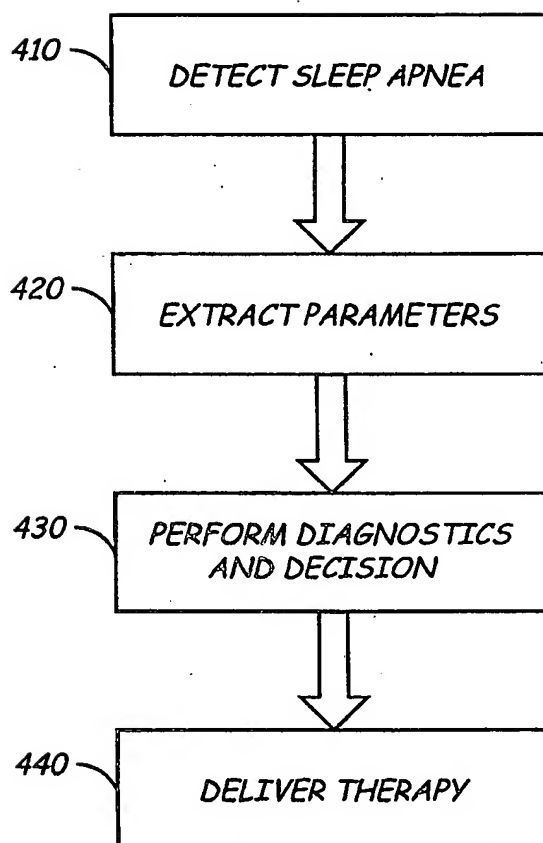 410
DETECT SLEEP APNEA
420
EXTRACT PARAMETERS
430
PERFORM DIAGNOSTICS
AND DECISION
440
DELIVER THERAPY